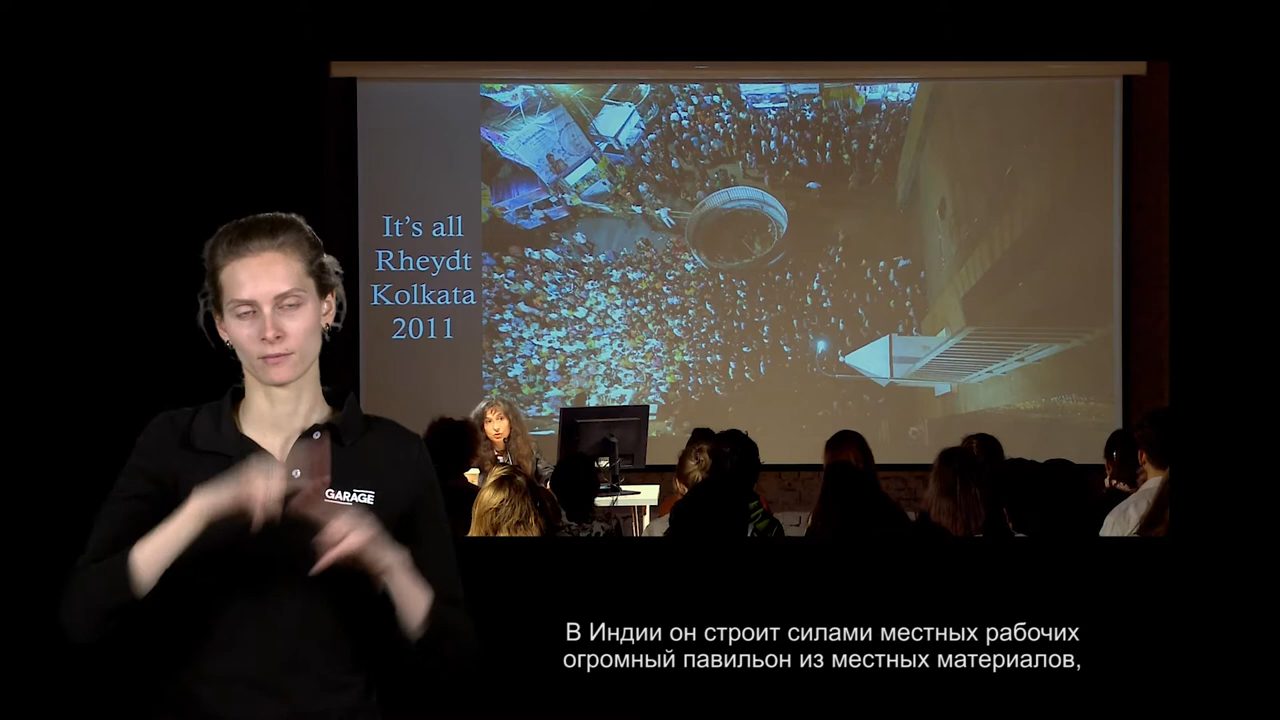 It's all
Rheydt
Kolkata
2011
GARAGE
В Индии он строит силами местных рабочих
огромный павильон из местных материалов,